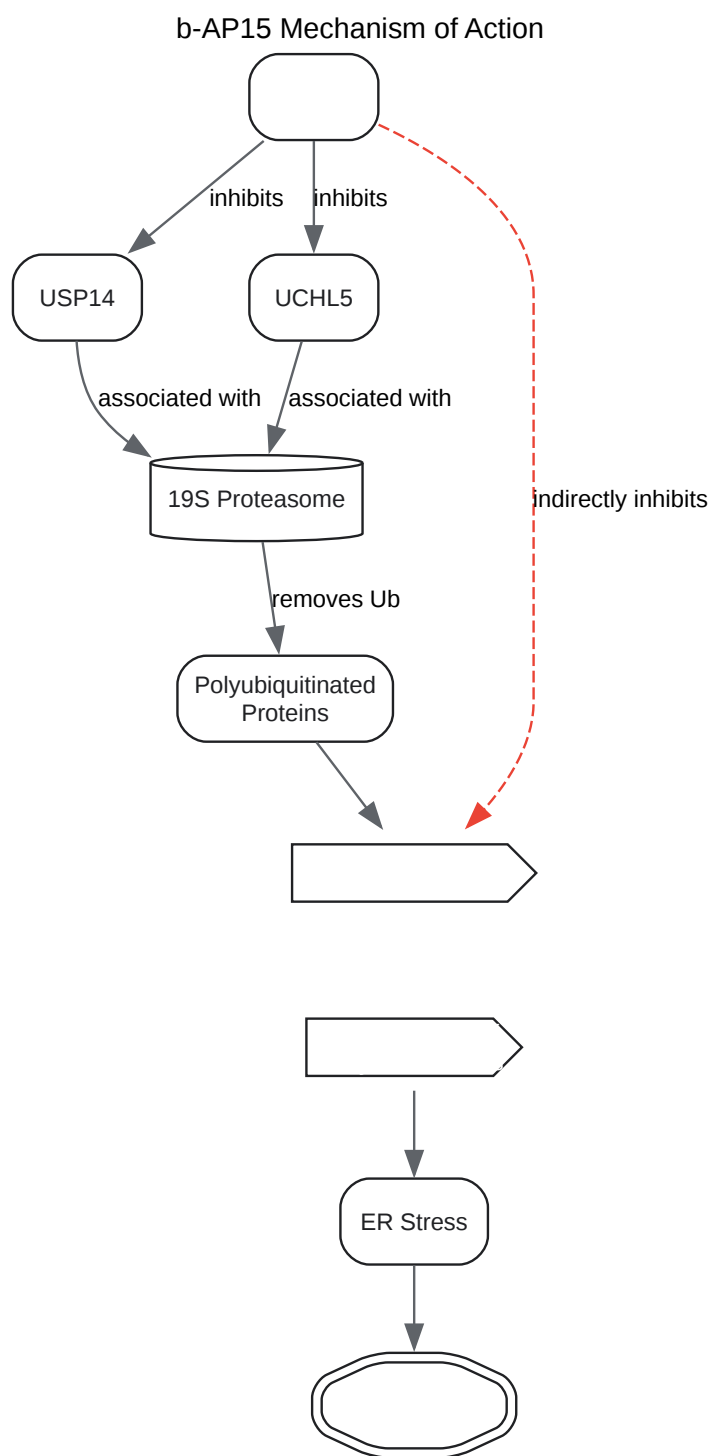 b-AP15 Mechanism of Action
inhibits
inhibits
USP14
UCHL5
associated with
associated with
19S Proteasome
indirectly inhibits
removes Ub
Polyubiquitinated
Proteins
ER Stress